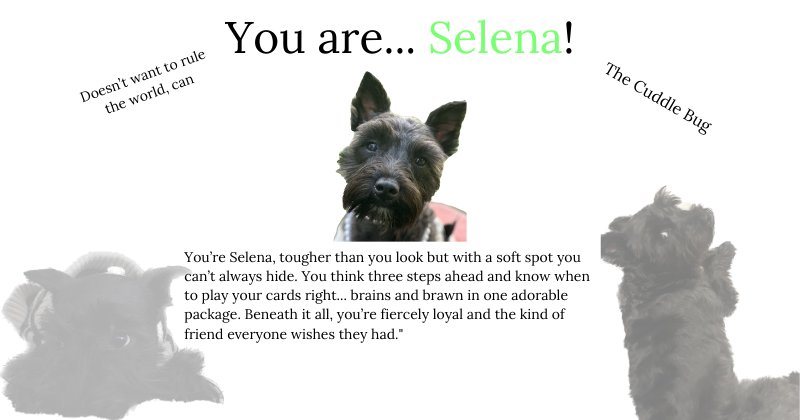 You are... Selena!
Doesn't want to rule
the world, can
The Cuddle Bug
You're Selena, tougher than you look but with a soft spot you
can't always hide. You think three steps ahead and know when
to play your cards right... brains and brawn in one adorable
package. Beneath it all, you're fiercely loyal and the kind of
friend everyone wishes they had."